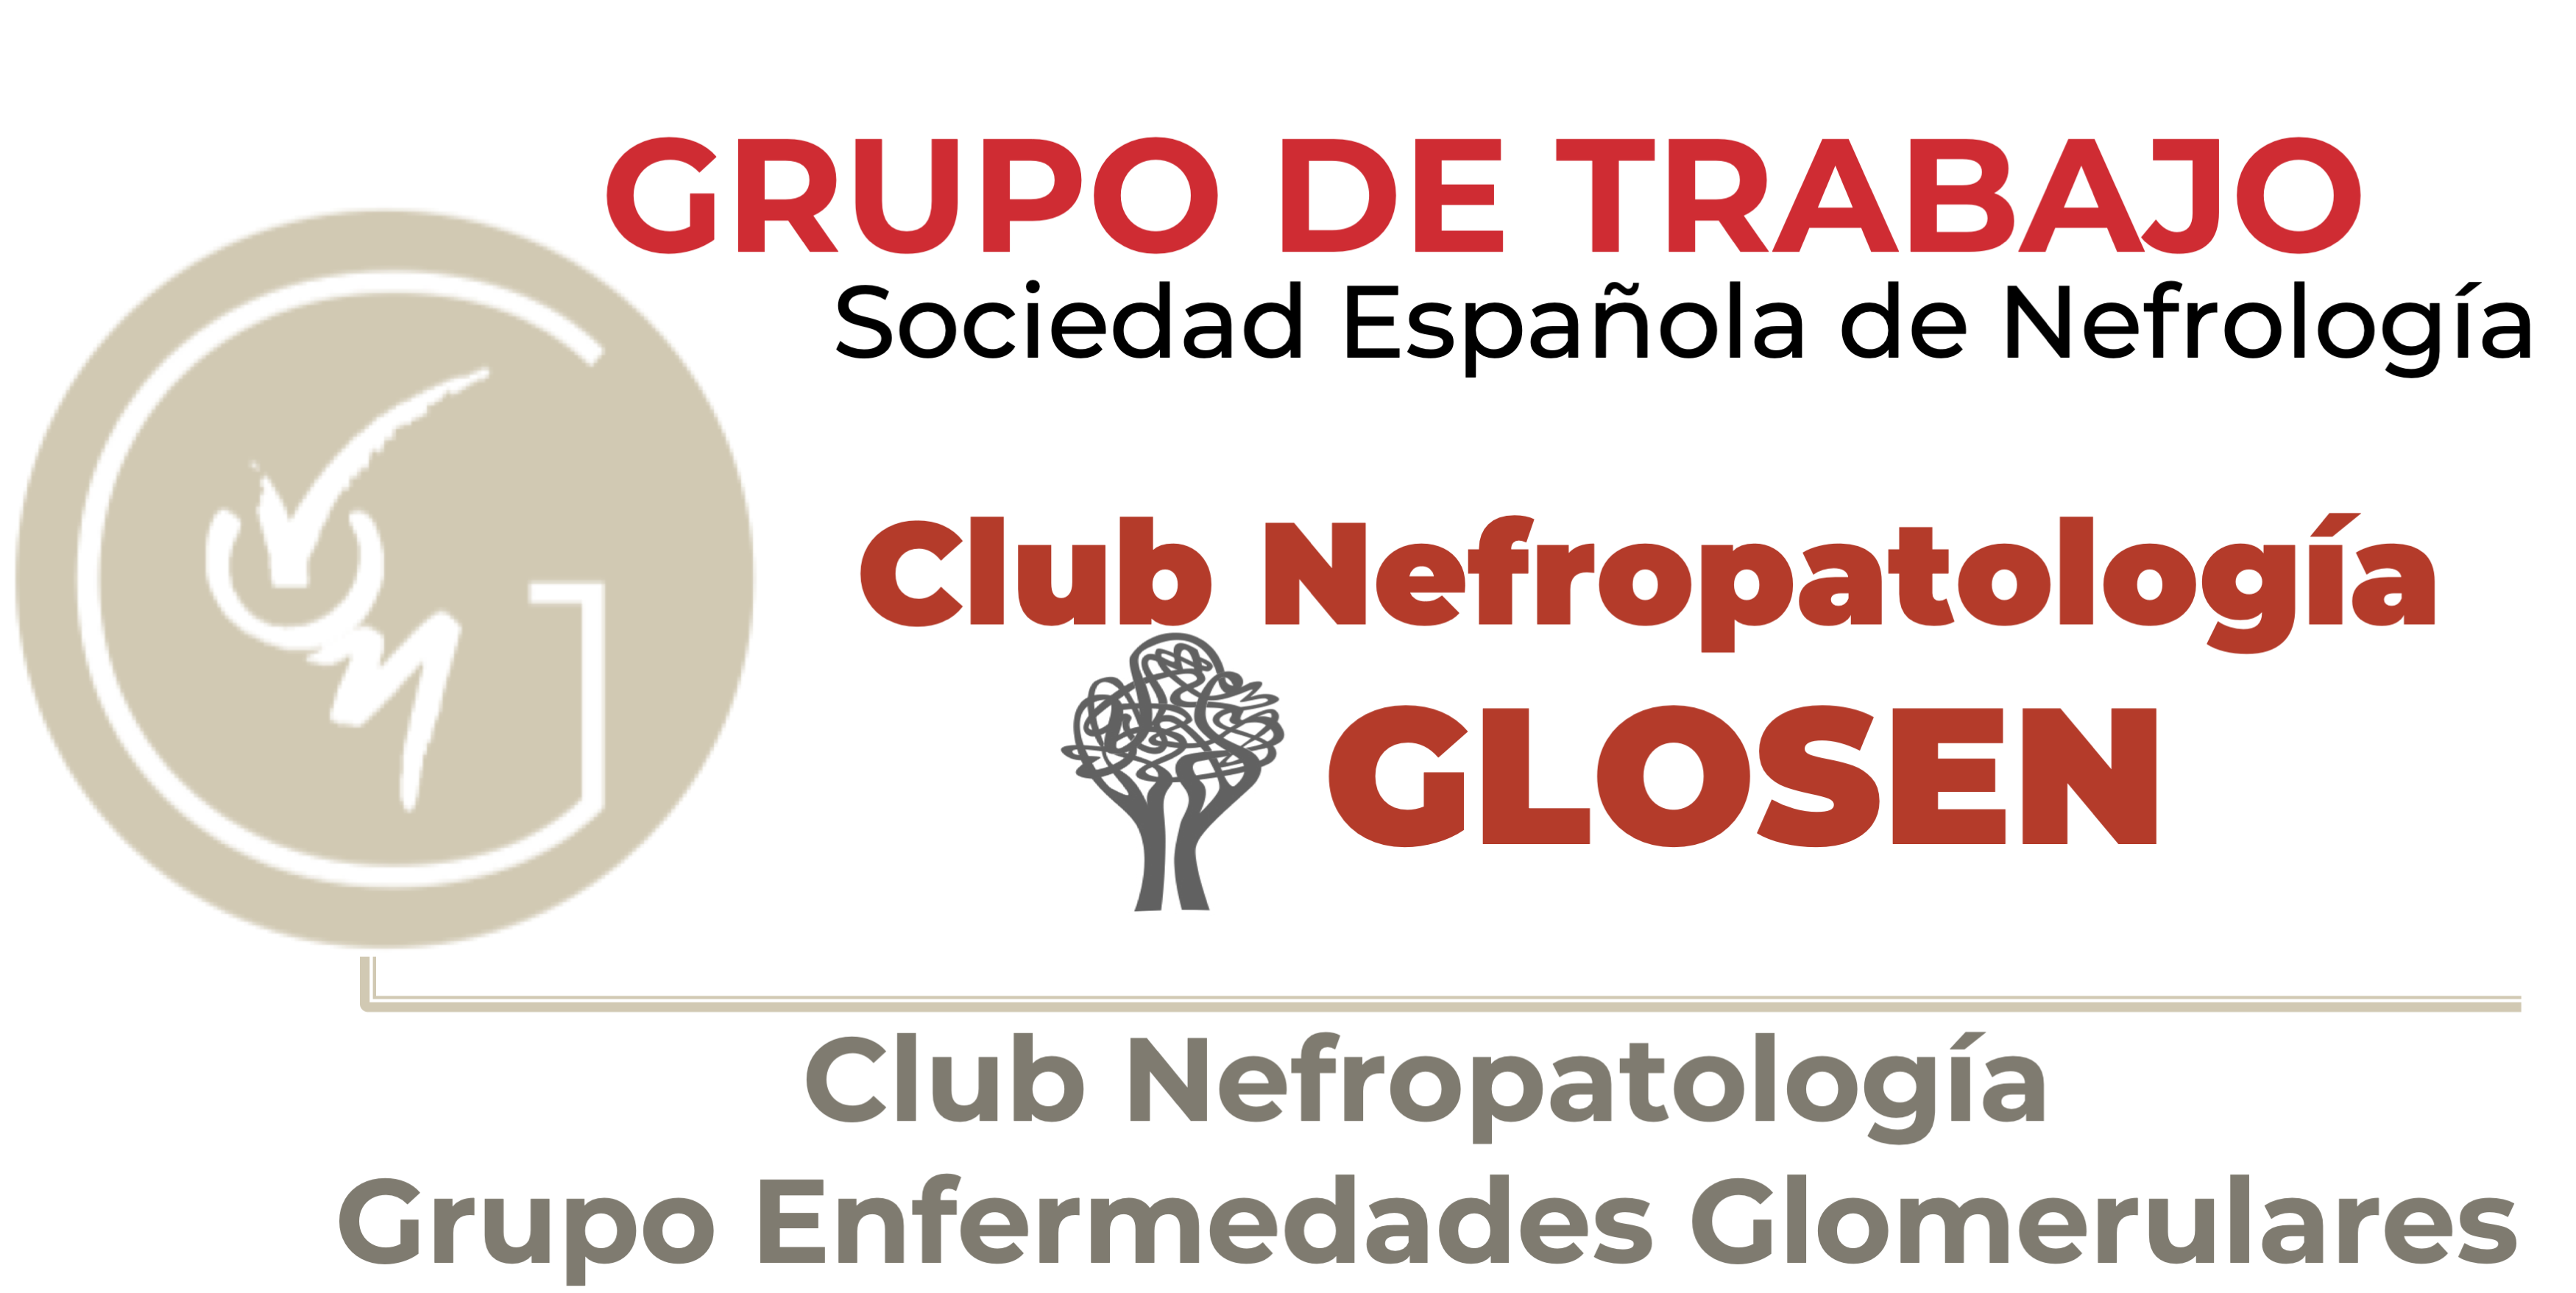 GRUPO DE TRABAJO
Sociedad Española de Nefrología
Club Nefropatología
GLOSEN
Club Nefropatología
Grupo Enfermedades Glomerulares